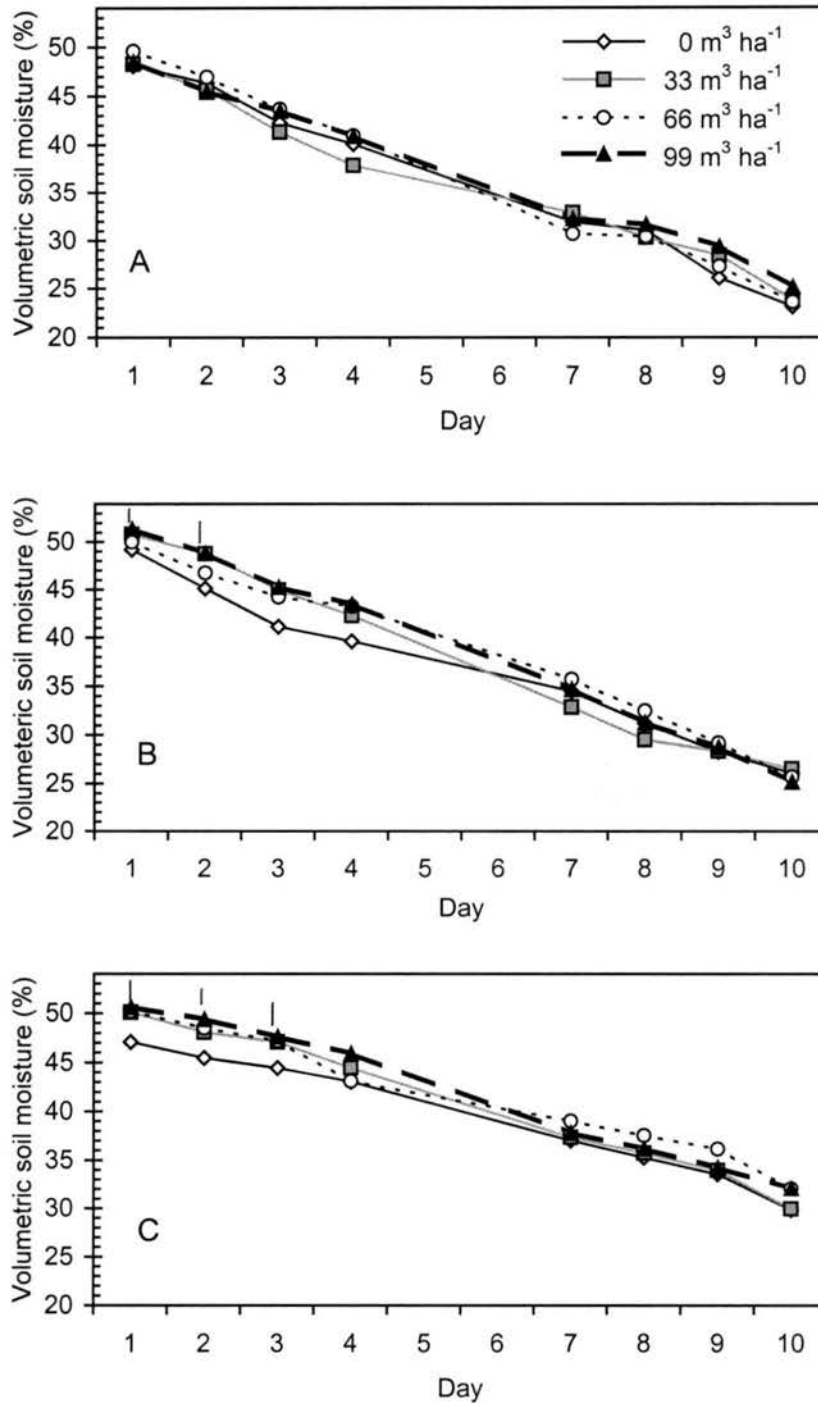 Volumetric soil moisture (%)
50
45
40
35
30
25
20
0 m³ ha⁻¹
33 m³ ha⁻¹
66 m³ ha⁻¹
99 m³ ha⁻¹
A
1 2 3 4 5 6 7 8 9 10
Day
Volumeteric soil moisture (%)
50
45
40
35
30
25
20
B
1 2 3 4 5 6 7 8 9 10
Day
Volumetric soil moisture (%)
50
45
40
35
30
25
20
C
1 2 3 4 5 6 7 8 9 10
Day